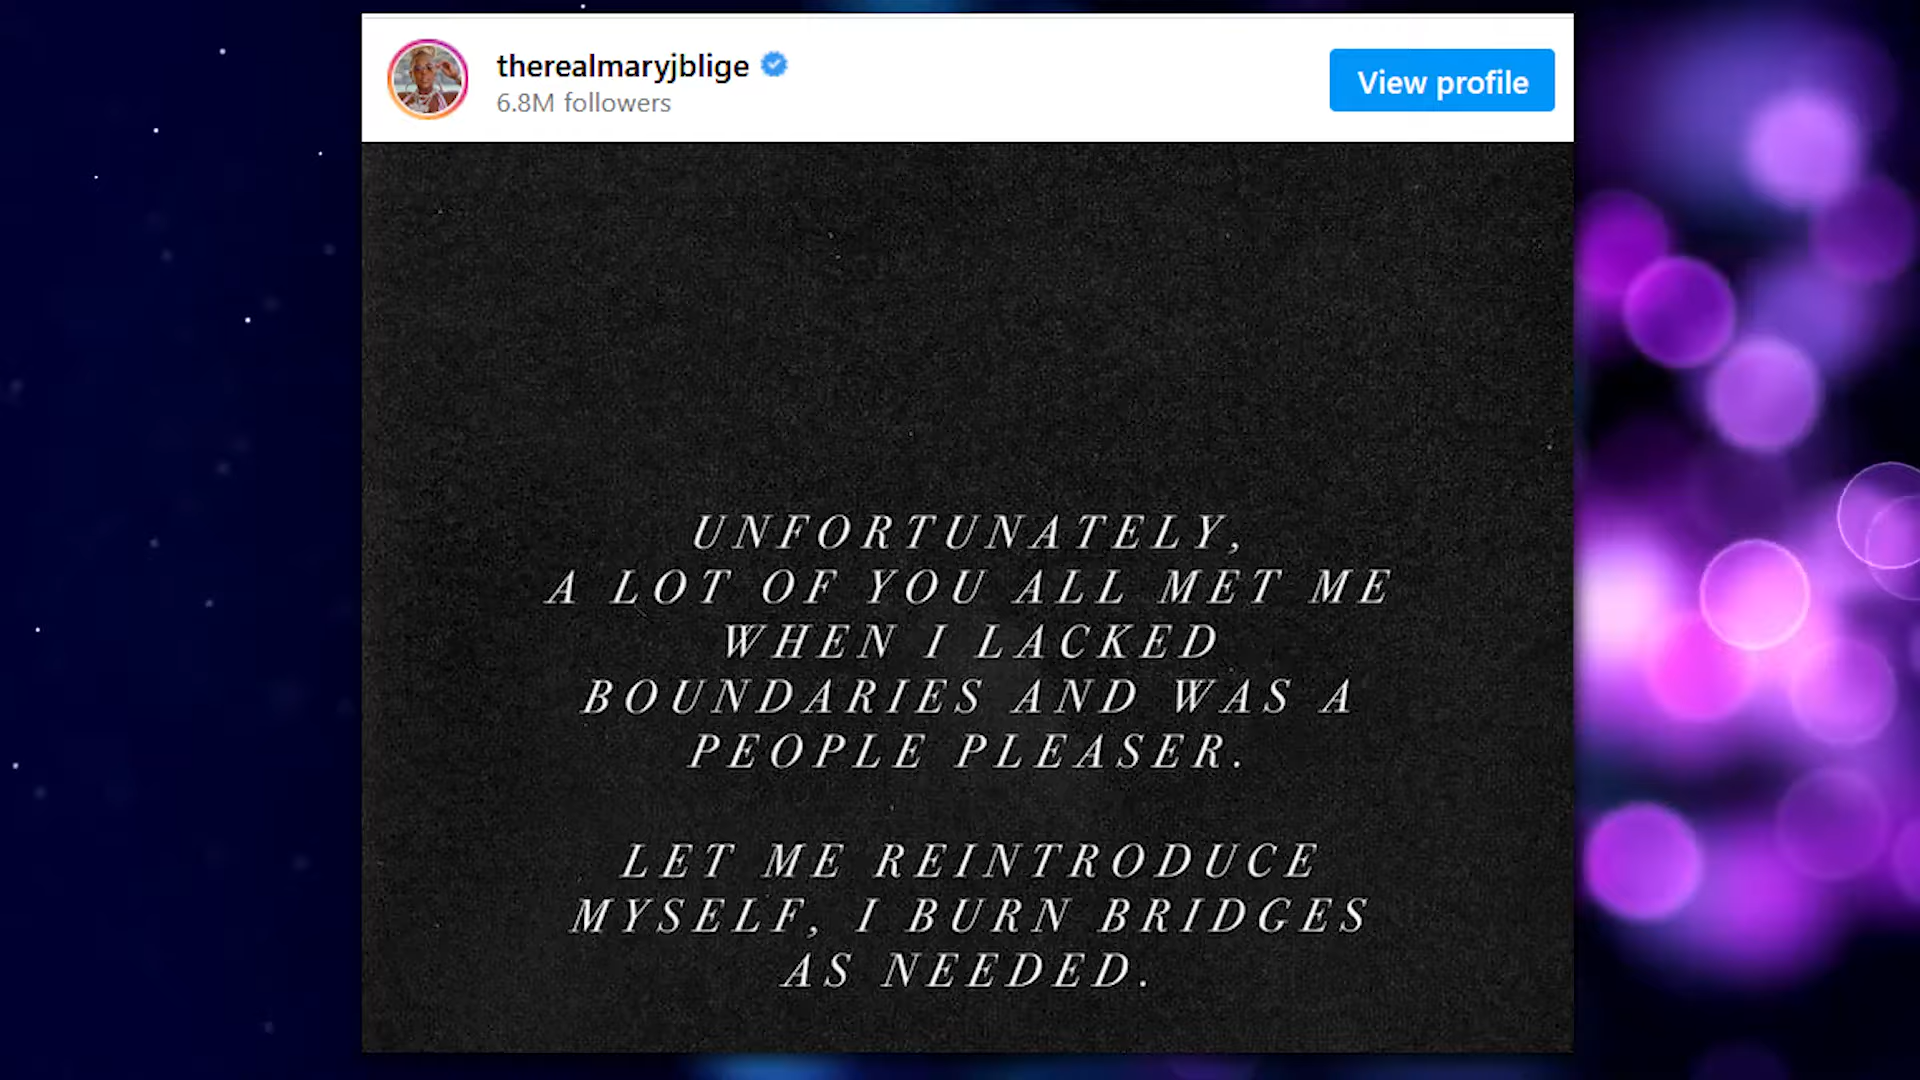 therealmaryjblige
6.8M followers
View profile
UNFORTUNATELY,
A LOT OF YOU ALL MET ME
WHEN I LACKED
BOUNDARIES AND WAS A
PEOPLE PLEASER.
LET ME REINTRODUCE
MYSELF, I BURN BRIDGES
AS NEEDED.